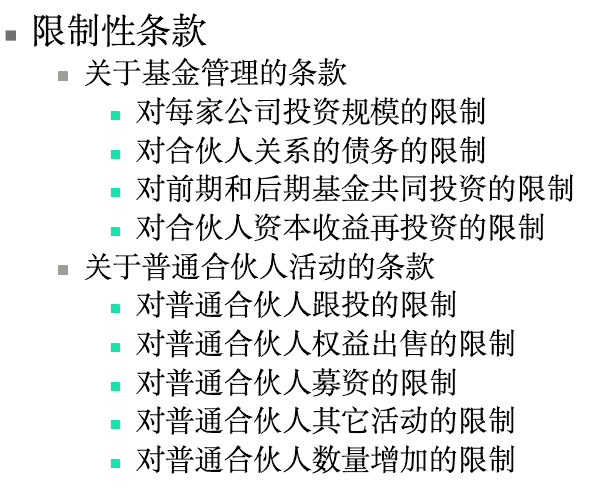 限制性条款
关于基金管理的条款
对每家公司投资规模的限制
对合伙人关系的债务的限制
对前期和后期基金共同投资的限制
对合伙人资本收益再投资的限制
关于普通合伙人活动的条款
对普通合伙人跟投的限制
对普通合伙人权益出售的限制
对普通合伙人募资的限制
对普通合伙人其它活动的限制
对普通合伙人数量增加的限制